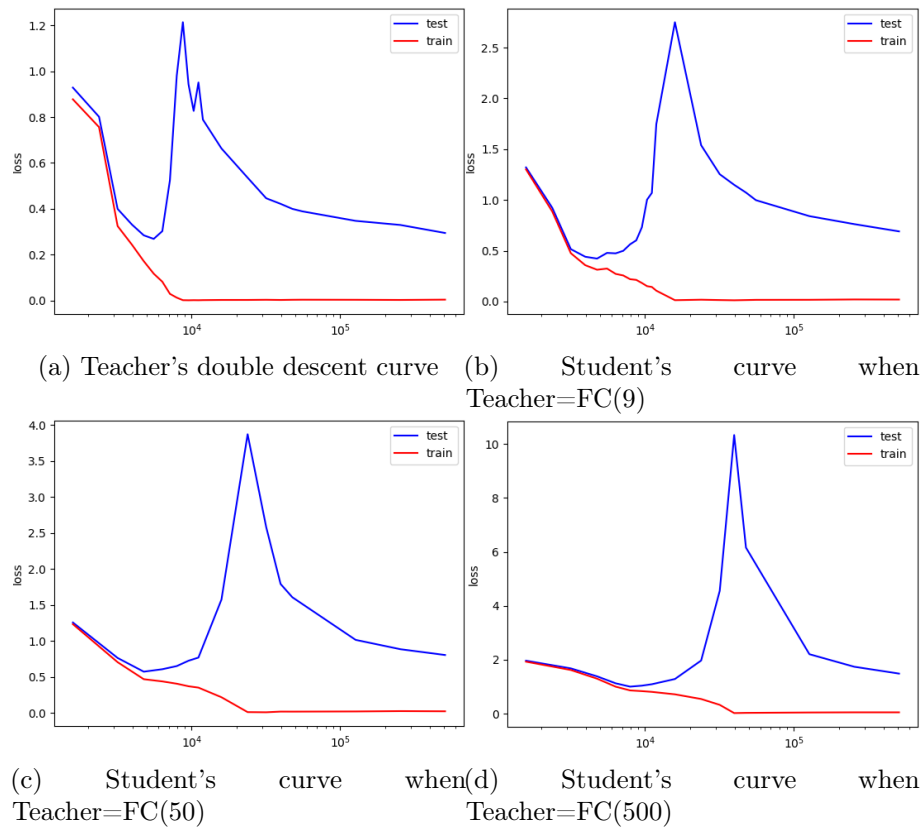 1.2
1.0
0.8
0.6
0.4
0.2
0.0
loss
10^4
10^5
test
train
2.5
2.0
1.5
1.0
0.5
0.0
loss
10^4
10^5
test
train
(a) Teacher's double descent curve
(b) Student's curve when
Teacher=FC(9)
4.0
3.5
3.0
2.5
2.0
1.5
1.0
0.5
0.0
loss
10^4
10^5
test
train
10
8
6
4
2
0
loss
10^4
10^5
test
train
(c) Student's curve when
Teacher=FC(50)
(d) Student's curve when
Teacher=FC(500)